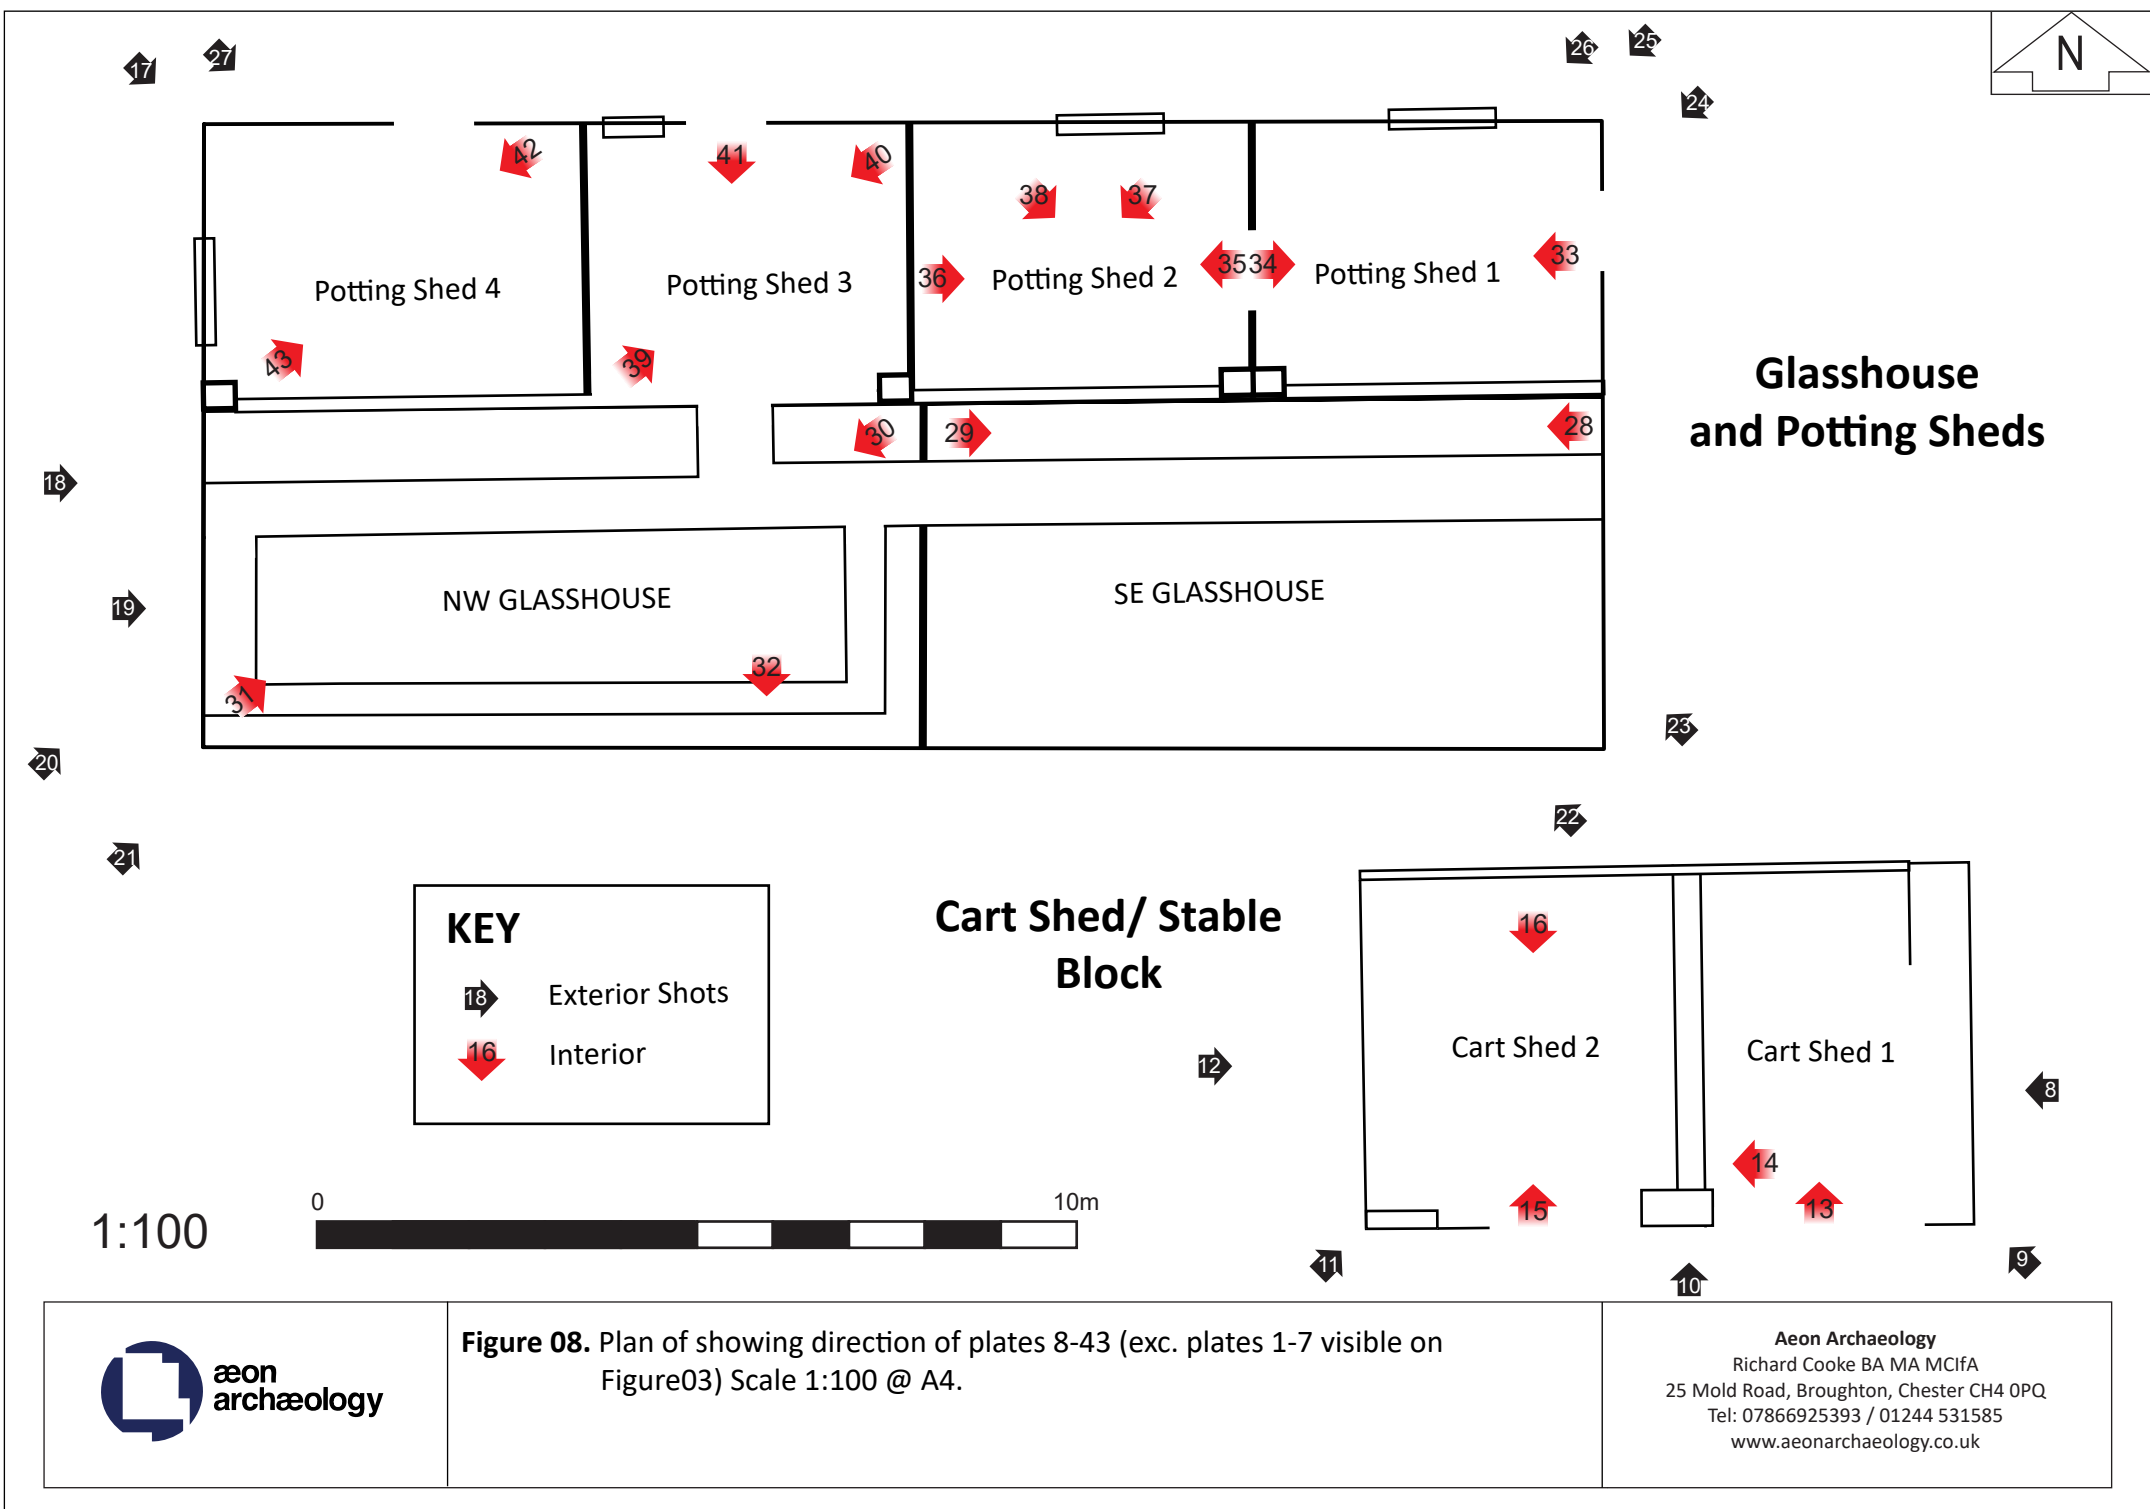 17
27
26
25
24
N
42
41
40
38
37
36
35
34
33
Potting Shed 4
Potting Shed 3
Potting Shed 2
Potting Shed 1
43
39
Glasshouse
and Potting Sheds
30
29
28
18
19
NW GLASSHOUSE
SE GLASSHOUSE
31
32
20
21
23
22
KEY
18 Exterior Shots
16 Interior
Cart Shed/ Stable
Block
16
Cart Shed 2
Cart Shed 1
12
8
14
15
13
11
10
9
1:100
0
10m
æon
archæology
Figure 08. Plan of showing direction of plates 8-43 (exc. plates 1-7 visible on
Figure03) Scale 1:100 @ A4.
Aeon Archaeology
Richard Cooke BA MA MCIfA
25 Mold Road, Broughton, Chester CH4 0PQ
Tel: 07866925393 / 01244 531585
www.aeonarchaeology.co.uk